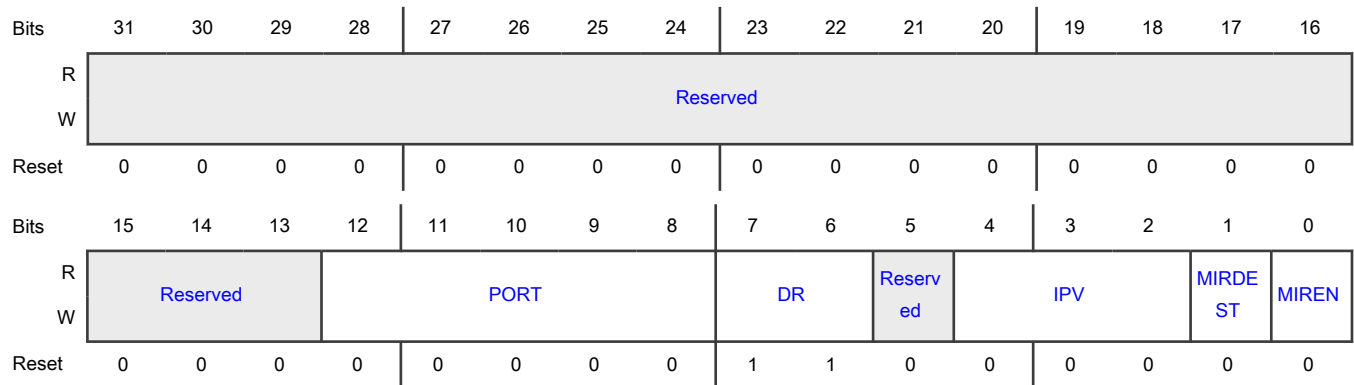 Bits 31 30 29 28 27 26 25 24 23 22 21 20 19 18 17 16
R
Reserved
W
Reset 0 0 0 0 0 0 0 0 0 0 0 0 0 0 0 0
Bits 15 14 13 12 11 10 9 8 7 6 5 4 3 2 1 0
R
Reserved PORT DR Reserv
ed IPV MIRDE
ST MIREN
W
Reset 0 0 0 0 0 0 0 0 1 1 0 0 0 0 0 0